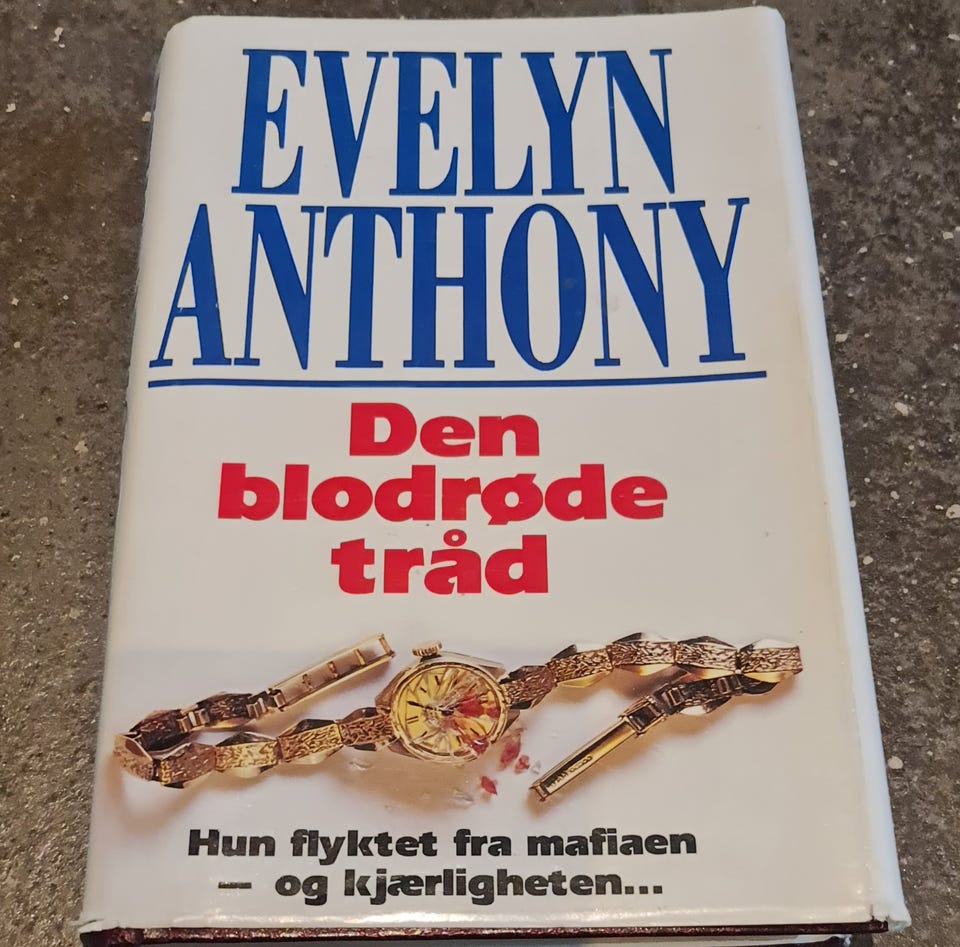 EVELYN
ANTHONY
Den
blodrøde
tråd
Hun flyktet fra mafiaen
– og kjærligheten...